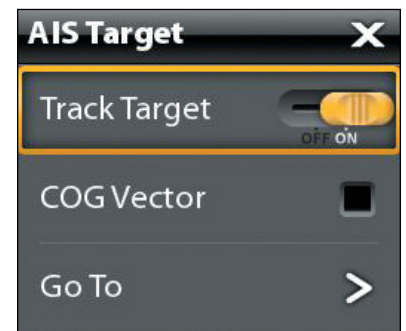 AIS Target X
Track Target
OFF ON
COG Vector
Go To >